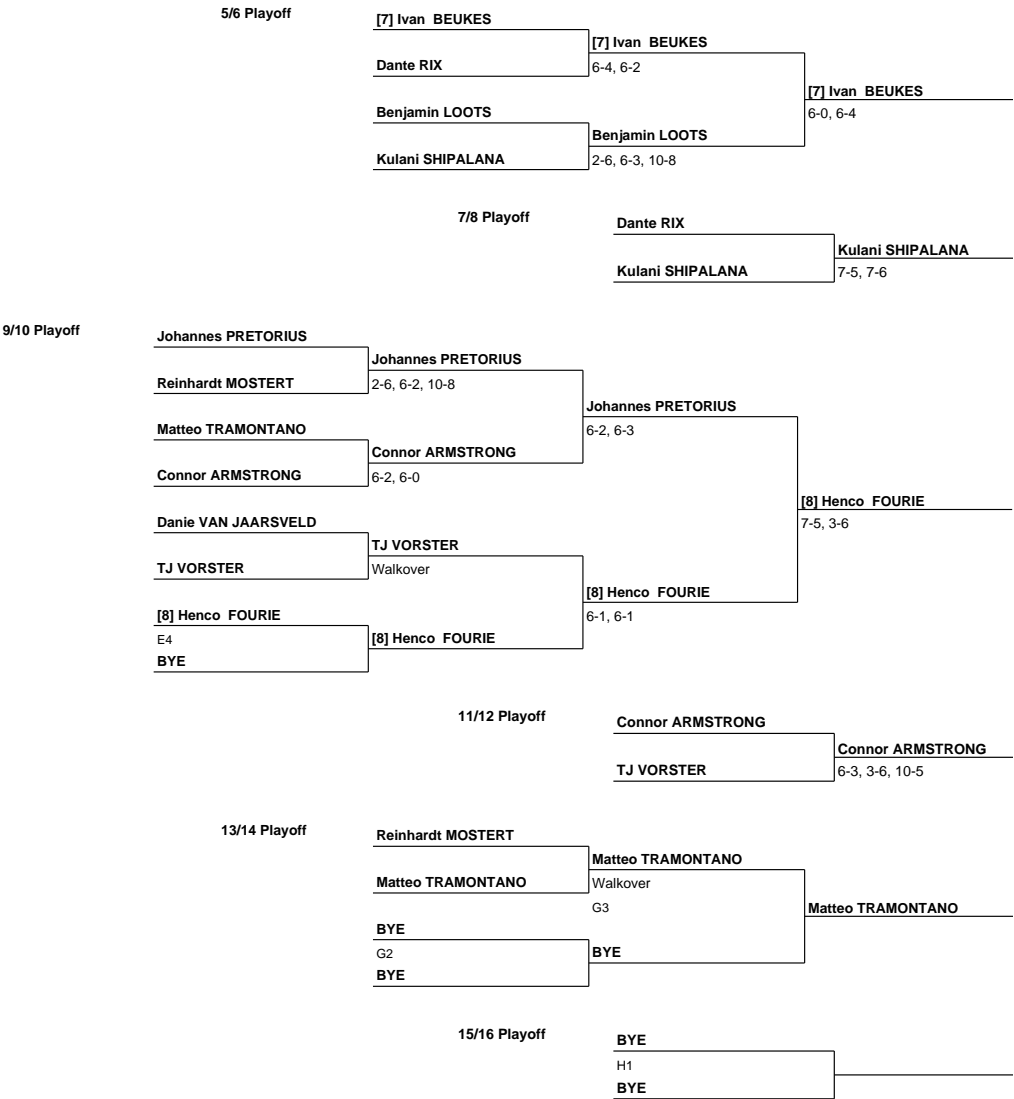 5/6 Playoff
[7] Ivan BEUKES
[7] Ivan BEUKES
Dante RIX
6-4, 6-2
[7] Ivan BEUKES
6-0, 6-4
Benjamin LOOTS
Benjamin LOOTS
Kulani SHIPALANA
2-6, 6-3, 10-8
7/8 Playoff
Dante RIX
Kulani SHIPALANA
Kulani SHIPALANA
7-5, 7-6
9/10 Playoff
Johannes PRETORIUS
Johannes PRETORIUS
Reinhardt MOSTERT
2-6, 6-2, 10-8
Johannes PRETORIUS
6-2, 6-3
Matteo TRAMONTANO
Connor ARMSTRONG
Connor ARMSTRONG
6-2, 6-0
[8] Henco FOURIE
7-5, 3-6
Danie VAN JAARSVELD
TJ VORSTER
TJ VORSTER
Walkover
[8] Henco FOURIE
6-1, 6-1
[8] Henco FOURIE
E4
[8] Henco FOURIE
BYE
11/12 Playoff
Connor ARMSTRONG
Connor ARMSTRONG
TJ VORSTER
6-3, 3-6, 10-5
13/14 Playoff
Reinhardt MOSTERT
Matteo TRAMONTANO
Matteo TRAMONTANO
Walkover
G3
Matteo TRAMONTANO
BYE
G2
BYE
BYE
15/16 Playoff
BYE
H1
BYE